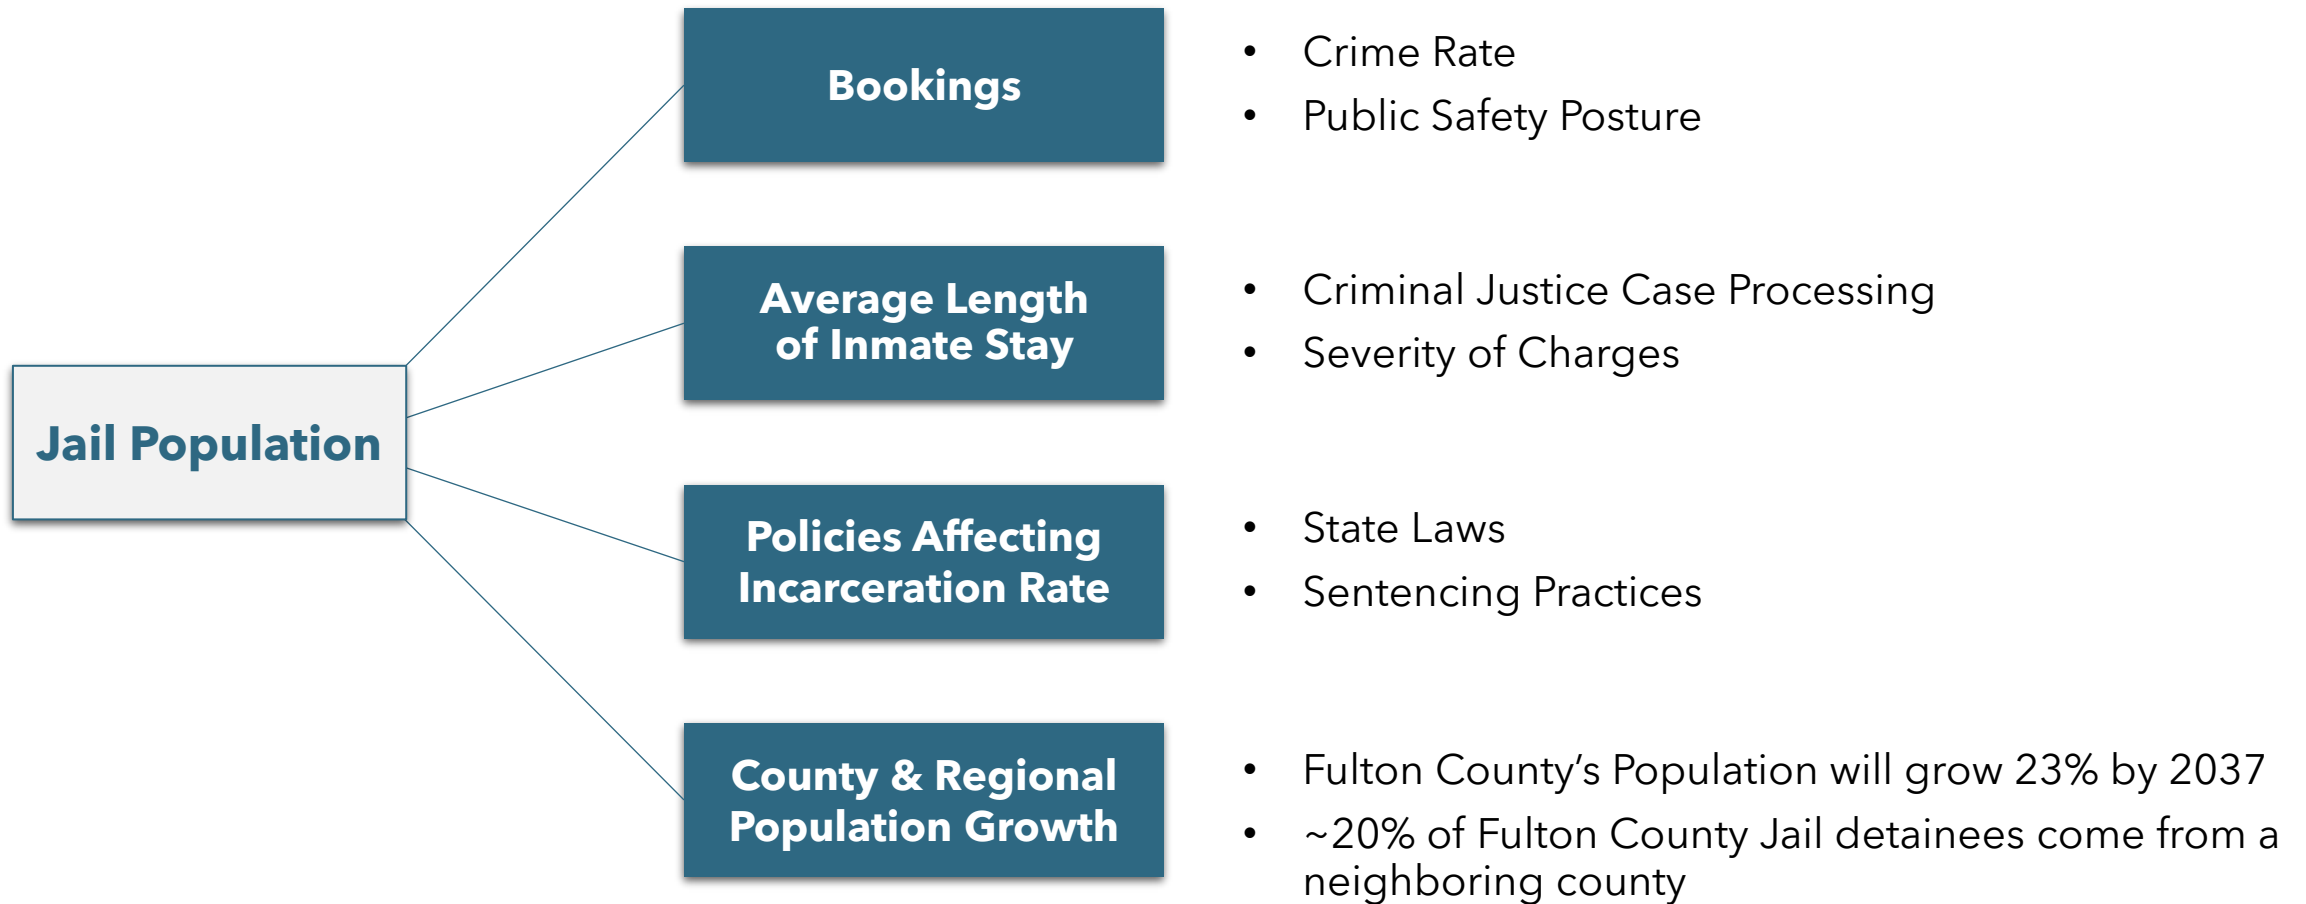 Jail Population
Bookings
• Crime Rate
• Public Safety Posture
Average Length
of Inmate Stay
• Criminal Justice Case Processing
• Severity of Charges
Policies Affecting
Incarceration Rate
• State Laws
• Sentencing Practices
County & Regional
Population Growth
• Fulton County’s Population will grow 23% by 2037
• ~20% of Fulton County Jail detainees come from a
neighboring county